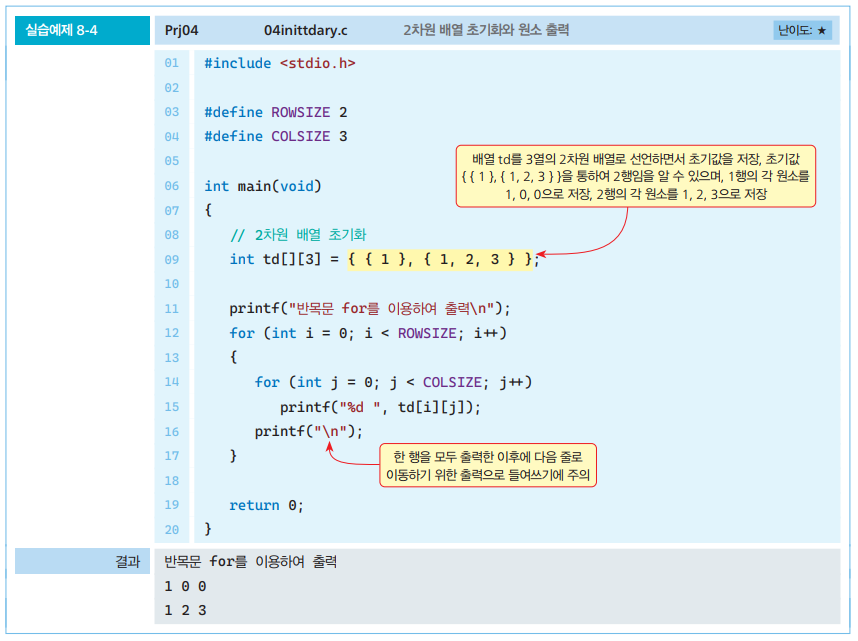 실습예제 8-4 Prj04 04inittdary.c 2차원 배열 초기화와 원소 출력 난이도: ★
01 #include <stdio.h>
02
03 #define ROWSIZE 2
04 #define COLSIZE 3
05
배열 td를 3열의 2차원 배열로 선언하면서 초기값을 저장, 초기값
{ { 1 }, { 1, 2, 3 } }을 통하여 2행임을 알 수 있으며, 1행의 각 원소를
1, 0, 0으로 저장, 2행의 각 원소를 1, 2, 3으로 저장
06 int main(void)
07 {
08 // 2차원 배열 초기화
09 int td[][3] = { { 1 }, { 1, 2, 3 } };
10
11 printf("반목문 for를 이용하여 출력\n");
12 for (int i = 0; i < ROWSIZE; i++)
13 {
14 for (int j = 0; j < COLSIZE; j++)
15 printf("%d ", td[i][j]);
16 printf("\n");
17 }
한 행을 모두 출력한 이후에 다음 줄로
이동하기 위한 출력으로 들여쓰기에 주의
18
19 return 0;
20 }
결과 반목문 for를 이용하여 출력
1 0 0
1 2 3